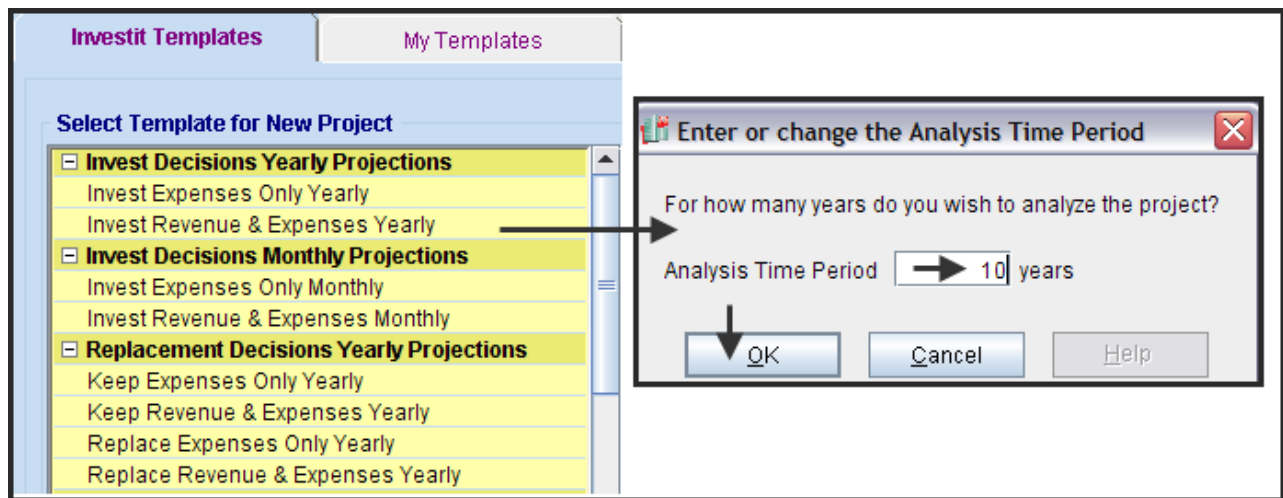 Investit Templates
My Templates
Select Template for New Project
Invest Decisions Yearly Projections
Invest Expenses Only Yearly
Invest Revenue & Expenses Yearly
Invest Decisions Monthly Projections
Invest Expenses Only Monthly
Invest Revenue & Expenses Monthly
Replacement Decisions Yearly Projections
Keep Expenses Only Yearly
Keep Revenue & Expenses Yearly
Replace Expenses Only Yearly
Replace Revenue & Expenses Yearly
Enter or change the Analysis Time Period
For how many years do you wish to analyze the project?
Analysis Time Period 10 years
OK Cancel Help